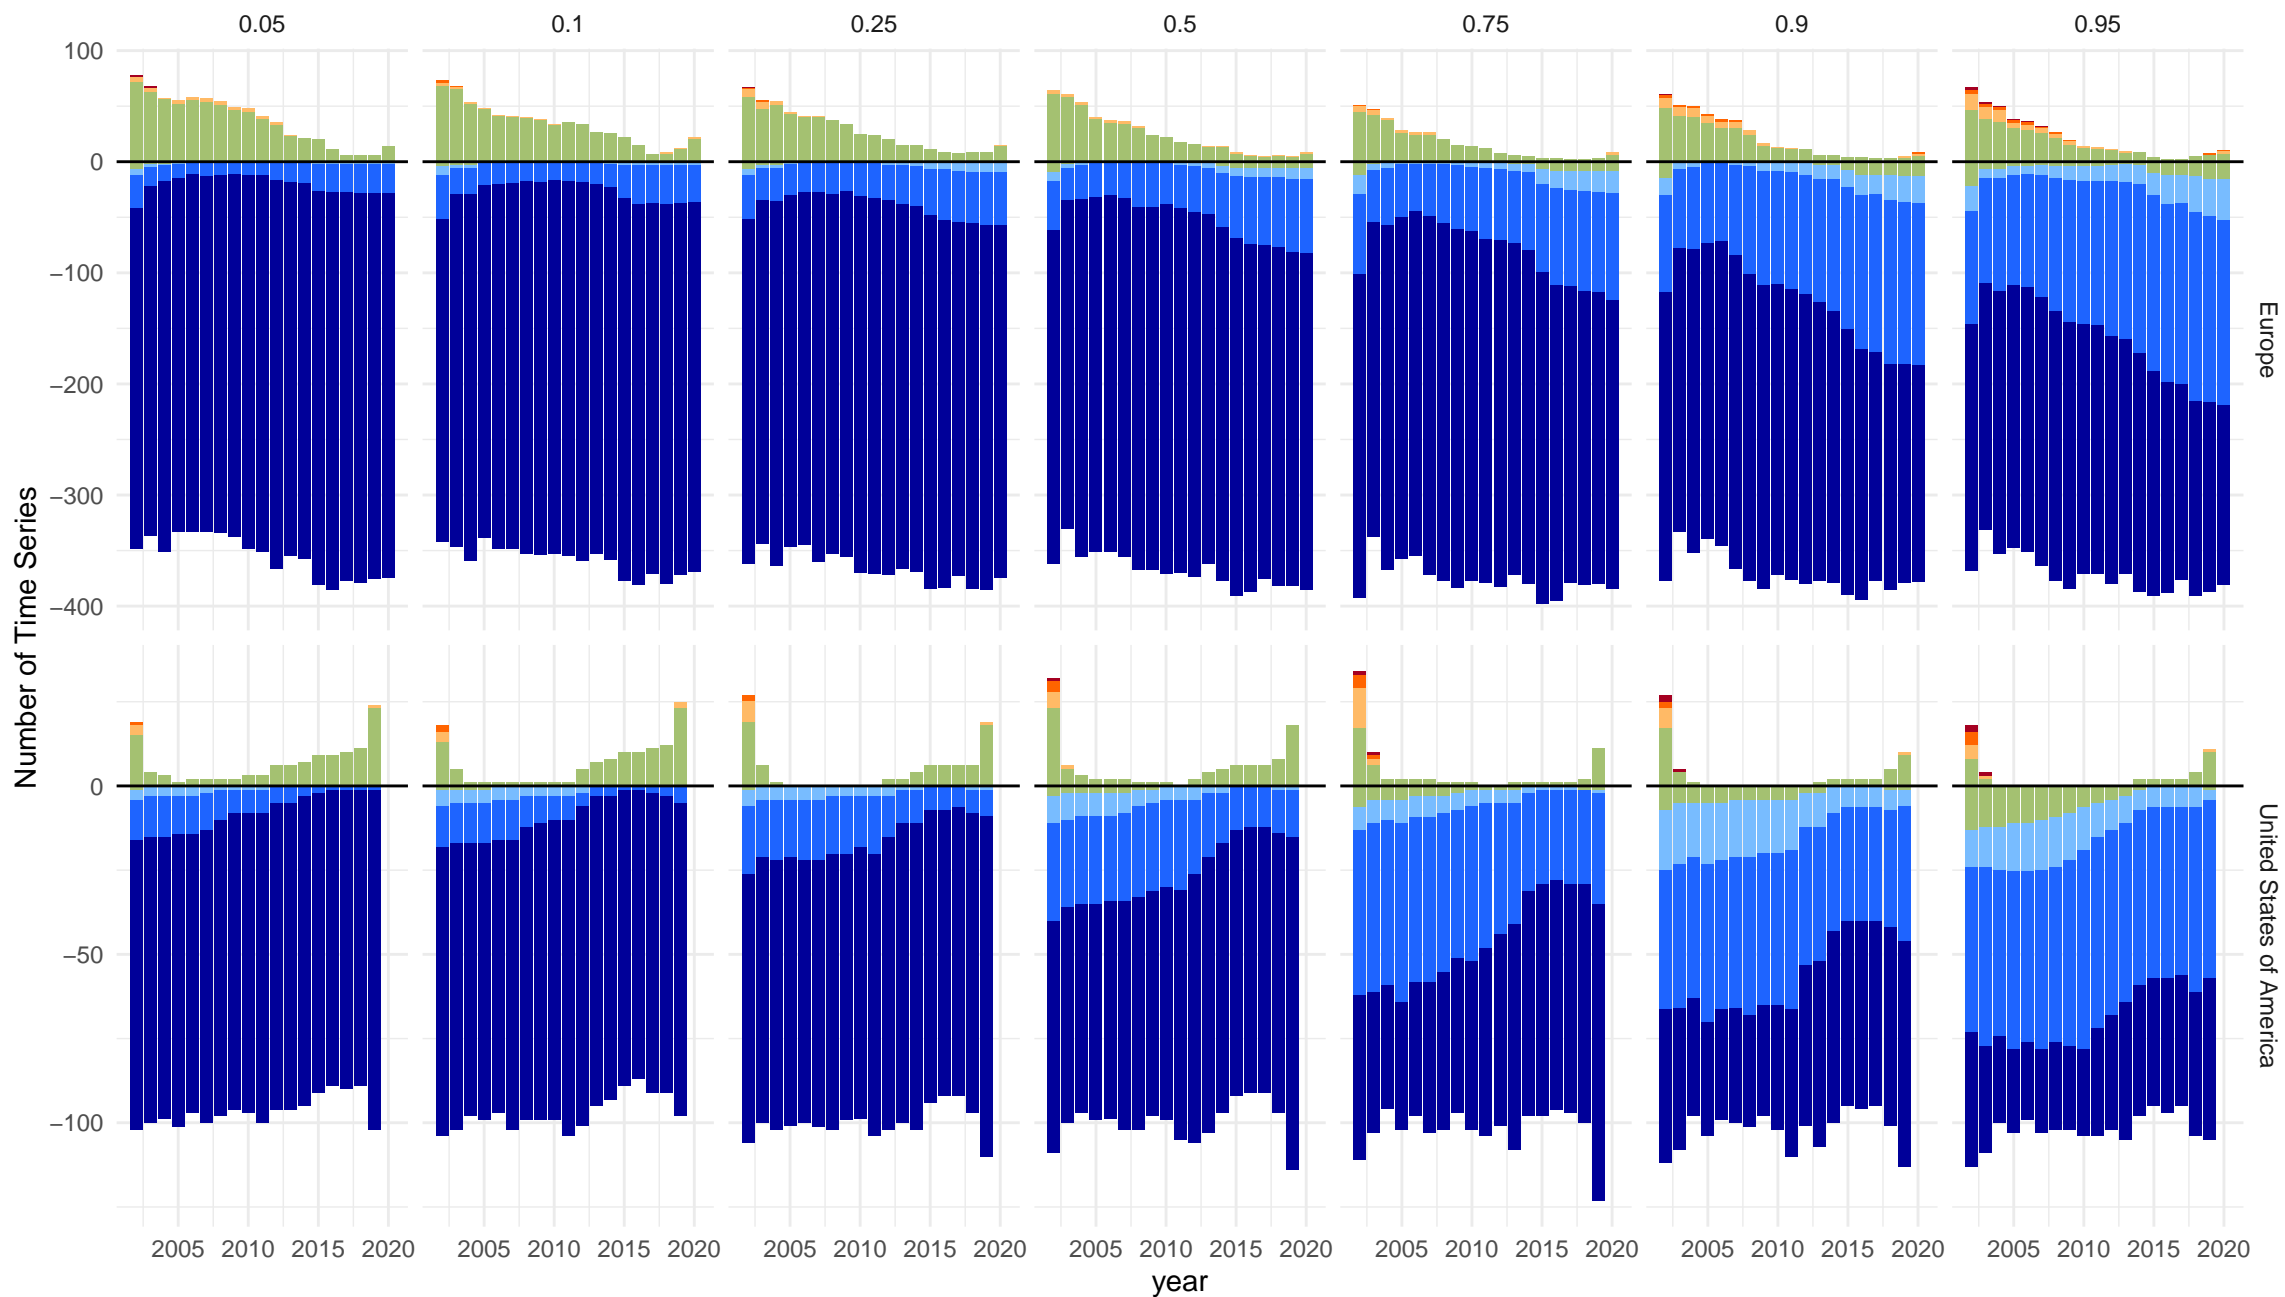 0.05 0.1 0.25 0.5 0.75 0.9 0.95
100
0
−100
−200
−300
−400
Europe
Number of Time Series
0
−50
−100
United States of America
2005 2010 2015 2020 2005 2010 2015 2020 2005 2010 2015 2020 2005 2010 2015 2020 2005 2010 2015 2020 2005 2010 2015 2020 2005 2010 2015 2020
year